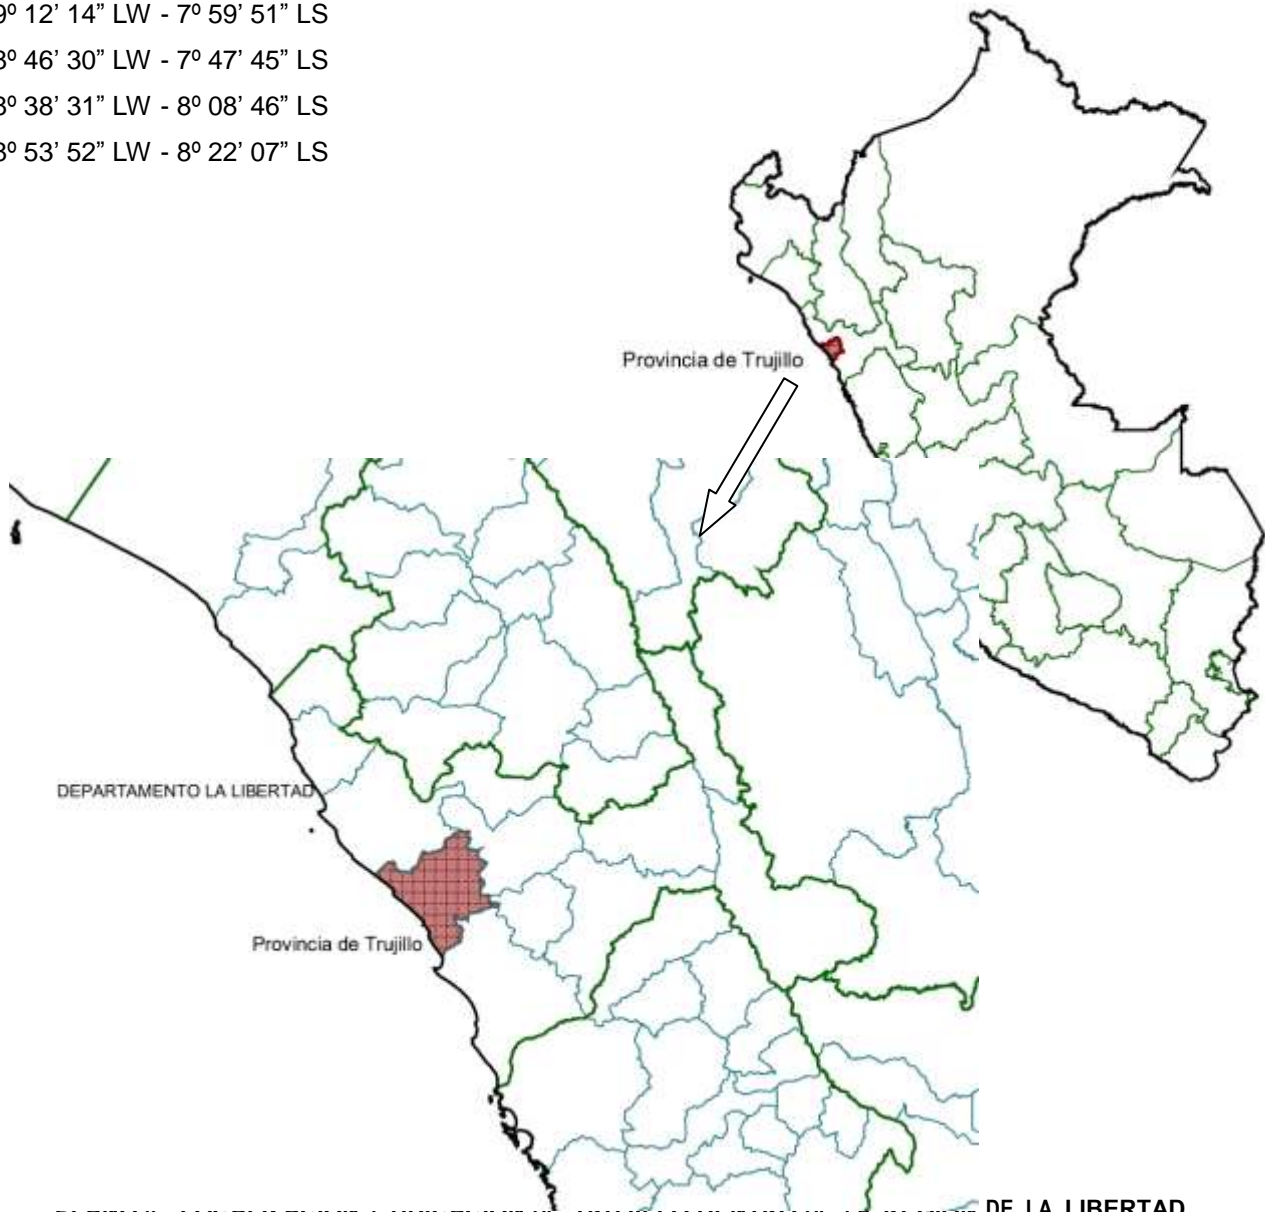 9º 12’ 14” LW - 7º 59’ 51” LS
8º 46’ 30” LW - 7º 47’ 45” LS
8º 38’ 31” LW - 8º 08’ 46” LS
8º 53’ 52” LW - 8º 22’ 07” LS
Provincia de Trujillo
DEPARTAMENTO LA LIBERTAD
Provincia de Trujillo
DE LA LIBERTAD